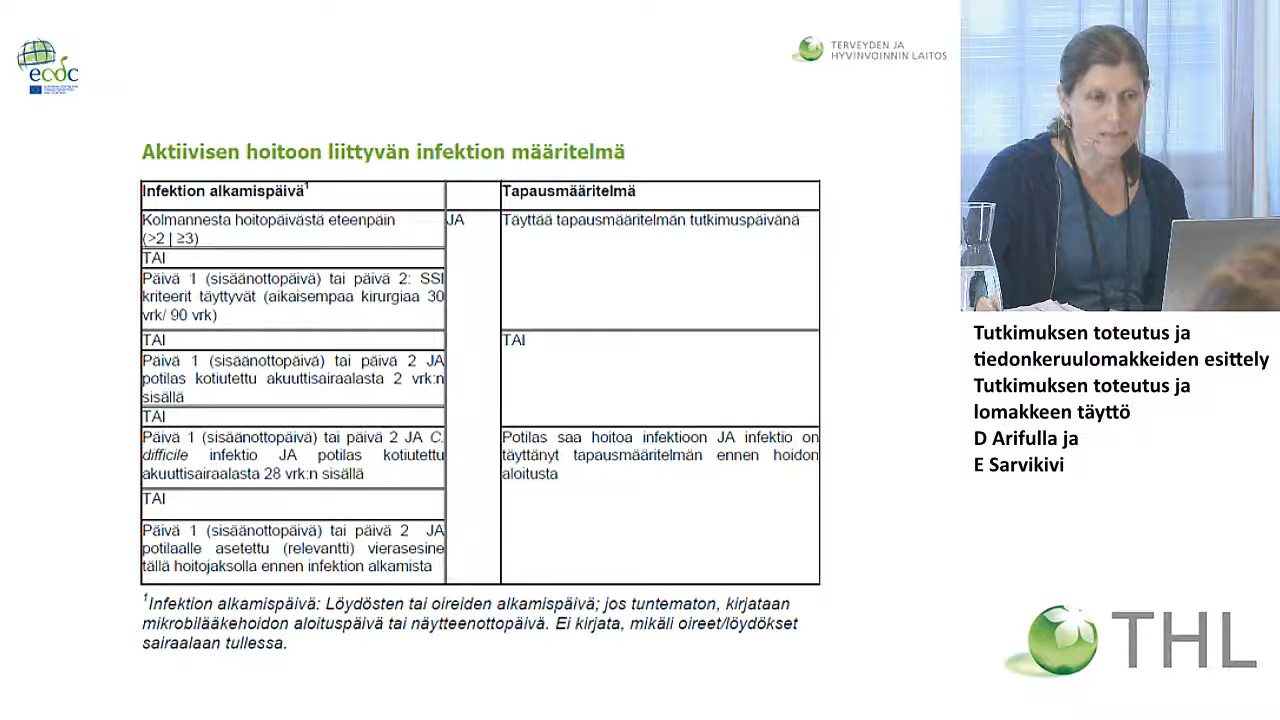 ecdc
TERVEYDEN JA
HYVINVOINNIN LAITOS
Aktiivisen hoitoon liittyvän infektion määritelmä
Infektion alkamispäivä1
Tapausmääritelmä
Kolmannesta hoitopäivästä eteenpäin
(>2 | ≥3)
JA
Täyttää tapausmääritelmän tutkimuspäivänä
TAI
Päivä 1 (sisäänottopäivä) tai päivä 2: SSI
kriteerit täyttyvät (aikaisempaa kirurgiaa 30
vrk/ 90 vrk)
TAI
TAI
Päivä 1 (sisäänottopäivä) tai päivä 2 JA
potilas kotiutettu akuuttisairaalasta 2 vrk:n
sisällä
TAI
Päivä 1 (sisäänottopäivä) tai päivä 2 JA C.
difficile infektio JA potilas kotiutettu
akuuttisairaalasta 28 vrk:n sisällä
Potilas saa hoitoa infektioon JA infektio on
täyttänyt tapausmääritelmän ennen hoidon
aloitusta
TAI
Päivä 1 (sisäänottopäivä) tai päivä 2 JA
potilaalle asetettu (relevantti) vierasesine
tällä hoitojaksolla ennen infektion alkamista
1Infektion alkamispäivä: Löydösten tai oireiden alkamispäivä; jos tuntematon, kirjataan
mikrobilääkehoidon aloituspäivä tai näytteenottopäivä. Ei kirjata, mikäli oireet/löydökset
sairaalaan tullessa.
Tutkimuksen toteutus ja
tiedonkeruulomakkeiden esittely
Tutkimuksen toteutus ja
lomakkeen täyttö
D Arifulla ja
E Sarvikivi
THL